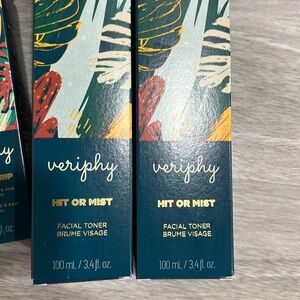 veriphy
HIT OR MIST
FACIAL TONER
BRUME VISAGE
100 mL / 3.4 fl. oz.
veriphy
HIT OR MIST
FACIAL TONER
BRUME VISAGE
100 mL / 3.4 fl. oz.